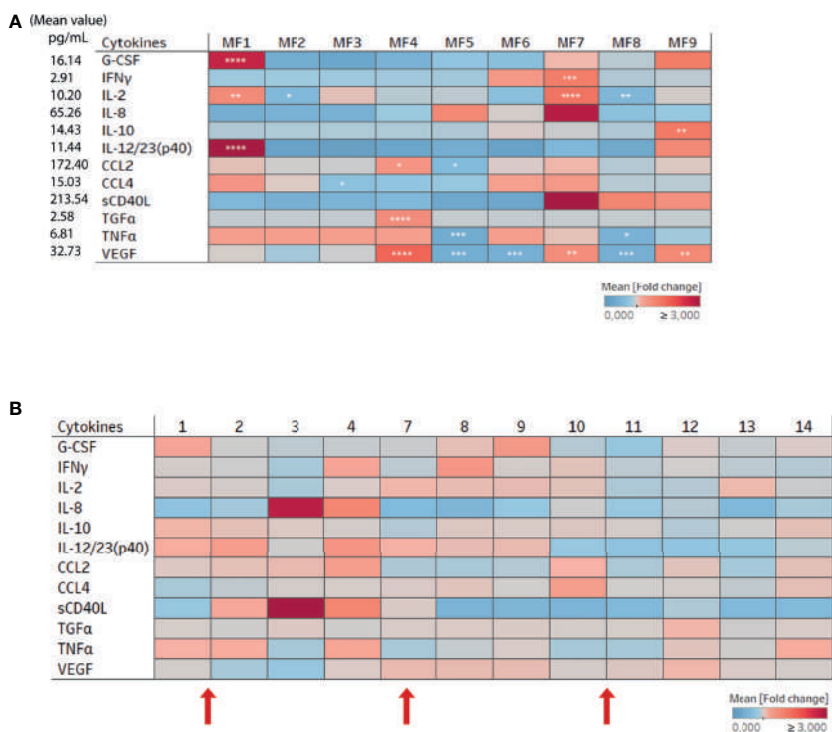 A (Mean value)
pg/mL Cytokines MF1 MF2 MF3 MF4 MF5 MF6 MF7 MF8 MF9
16.14 G-CSF ****
2.91 IFNγ ***
10.20 IL-2 ** * **** **
65.26 IL-8
14.43 IL-10 **
11.44 IL-12/23(p40) ****
172.40 CCL2 * *
15.03 CCL4 *
213.54 sCD40L
2.58 TGFα ****
6.81 TNFα *** *
32.73 VEGF **** *** *** ** *** **
Mean [Fold change]
0,000 ≥ 3,000
B
Cytokines 1 2 3 4 7 8 9 10 11 12 13 14
G-CSF
IFNγ
IL-2
IL-8
IL-10
IL-12/23(p40)
CCL2
CCL4
sCD40L
TGFα
TNFα
VEGF
Mean [Fold change]
0.000 ≥ 3.000